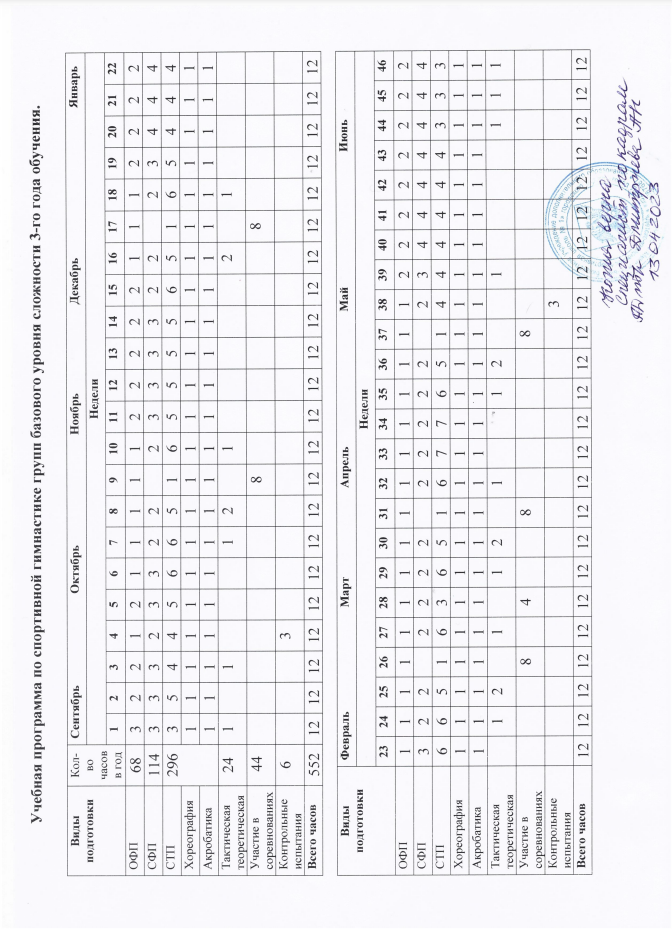 Учебная программа по спортивной гимнастике групп базового уровня сложности 3-го года обучения.
Виды подготовки Кол-во часов в год Сентябрь Октябрь Ноябрь Декабрь Январь
Недели
1 2 3 4 5 6 7 8 9 10 11 12 13 14 15 16 17 18 19 20 21 22
ОФП 68 3 2 2 1 2 1 1 1 1 1 2 2 2 2 2 1 1 1 2 2 2 2
СФП 114 3 3 3 2 3 3 2 2 2 3 3 3 3 2 2 2 3 4 4 4
СТП 296 3 5 4 4 5 6 6 5 1 6 5 5 5 5 6 5 1 6 5 4 4 4
Хореография 1 1 1 1 1 1 1 1 1 1 1 1 1 1 1 1 1 1 1 1 1 1
Акробатика 1 1 1 1 1 1 1 1 1 1 1 1 1 1 1 1 1 1 1 1 1 1
Тактическая теоретическая 24 1 1 1 2 1 2 1
Участие в соревнованиях 44 8 8
Контрольные испытания 6 3
Всего часов 552 12 12 12 12 12 12 12 12 12 12 12 12 12 12 12 12 12 12 12 12 12 12
Виды подготовки Февраль Март Апрель Май Июнь
Недели
23 24 25 26 27 28 29 30 31 32 33 34 35 36 37 38 39 40 41 42 43 44 45 46
ОФП 1 1 1 1 1 1 1 1 1 1 1 1 1 1 1 1 2 2 2 2 2 2 2 2
СФП 3 2 2 2 2 2 2 2 2 2 2 2 2 3 4 4 4 4 4 4 4
СТП 6 6 5 1 6 3 6 5 1 6 7 7 6 5 1 4 4 4 4 4 4 3 3 3
Хореография 1 1 1 1 1 1 1 1 1 1 1 1 1 1 1 1 1 1 1 1 1 1 1 1
Акробатика 1 1 1 1 1 1 1 1 1 1 1 1 1 1 1 1 1 1 1 1 1 1 1 1
Тактическая теоретическая 1 2 1 1 2 1 1 2 1 1 1 1
Участие в соревнованиях 8 4 8 8
Контрольные испытания 3
Всего часов 12 12 12 12 12 12 12 12 12 12 12 12 12 12 12 12 12 12 12 12 12 12 12 12
Копия верна
Специалист по кадрам
Дмитриева АН
13 04 2023